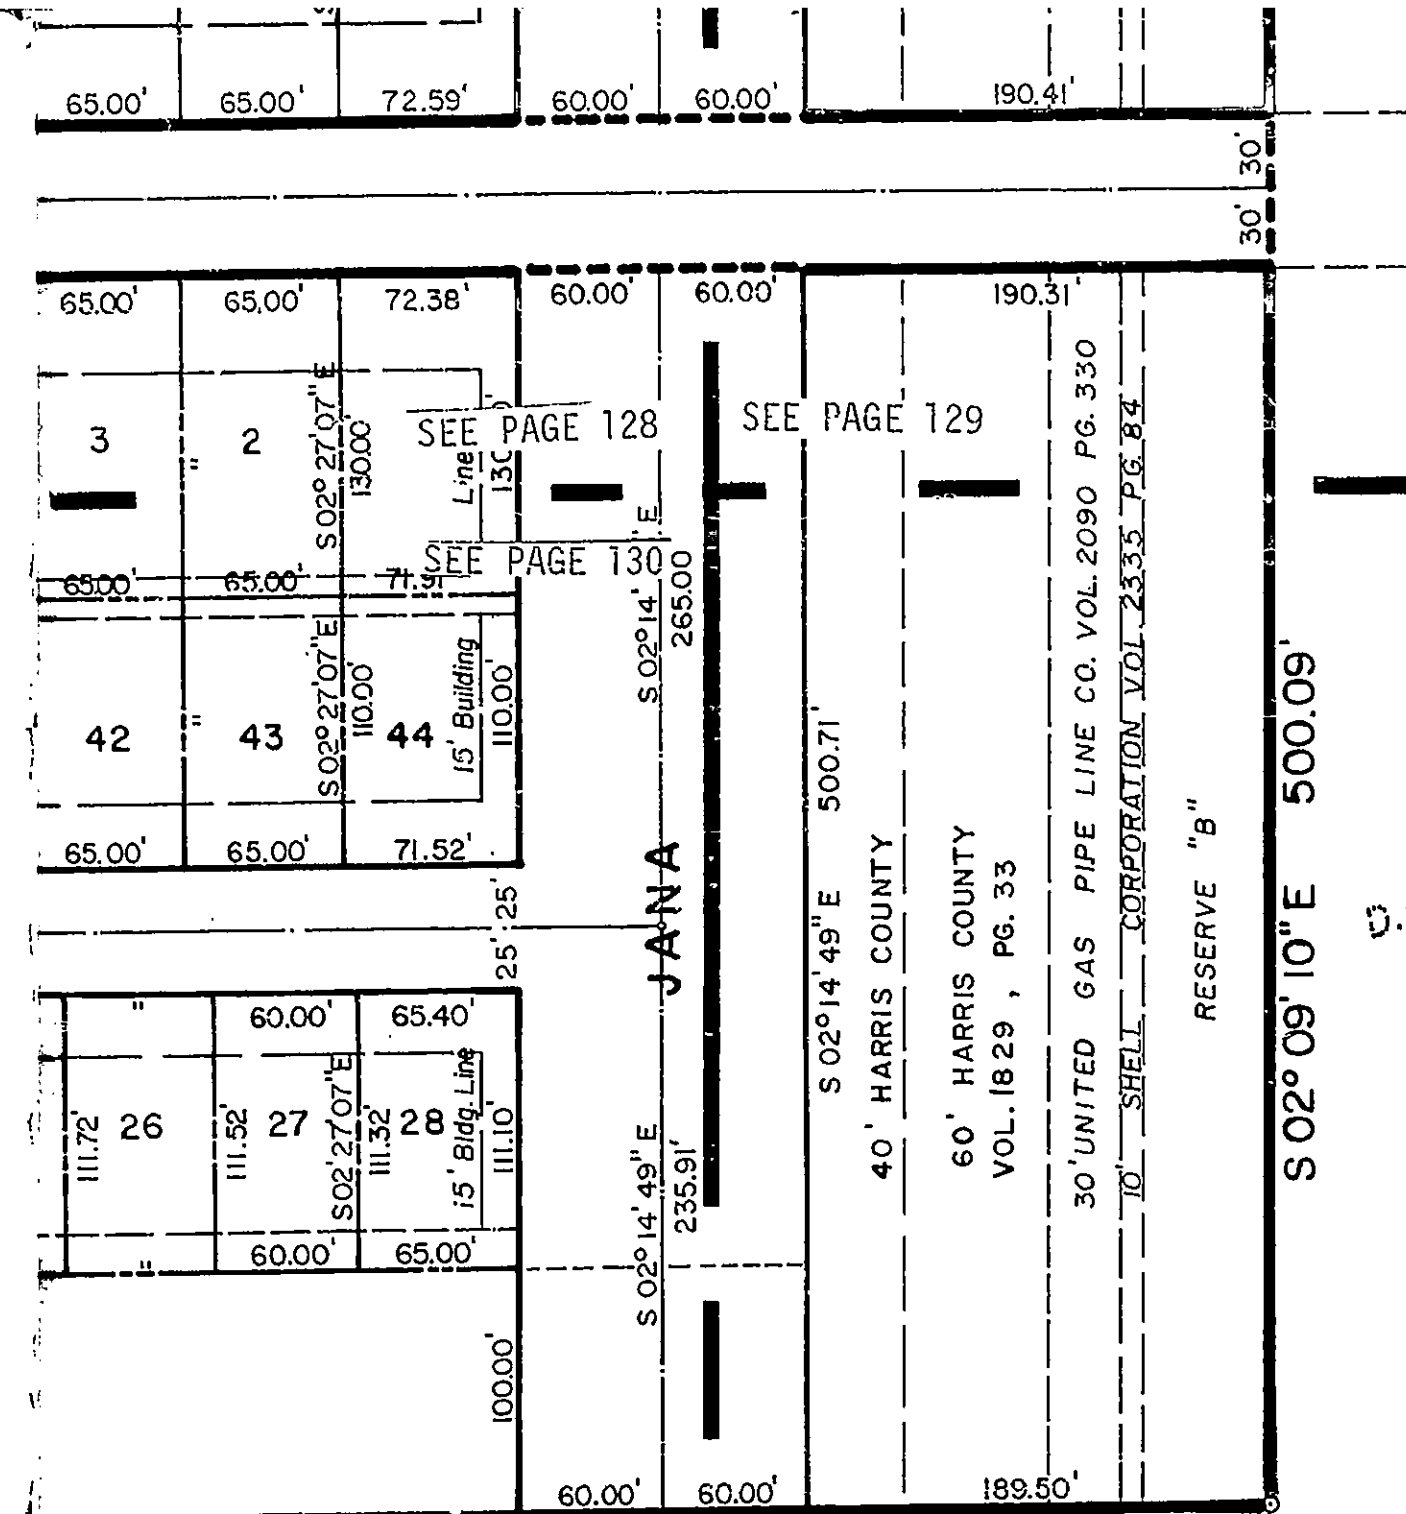 65.00' 65.00' 72.59' 60.00' 60.00' 190.41'
30'
30'
65.00' 65.00' 72.38' 60.00' 60.00' 190.31'
3 2
"
S 02° 27' 07" E
130.00'
Line
SEE PAGE 128
SEE PAGE 129
SEE PAGE 130
65.00' 65.00' 71.91'
S 02° 14' " E
265.00
42 43 44
"
S 02° 27' 07" E
110.00'
15' Building
110.00'
65.00' 65.00' 71.52'
25'
25'
JANA
" 60.00' 65.40'
111.72'
26
111.52'
27
S 02° 27' 07" E
111.32'
28
15' Bldg. Line
111.10'
" 60.00' 65.00'
S 02° 14' 49" E
235.91'
100.00'
S 02° 14' 49" E 500.71'
40' HARRIS COUNTY
60' HARRIS COUNTY
VOL. 1829 , PG. 33
30' UNITED GAS PIPE LINE CO. VOL. 2090 PG. 330
10' SHELL CORPORATION VOL. 2335 PG. 84
RESERVE "B"
S 02° 09' 10" E 500.09'
60.00' 60.00' 189.50'